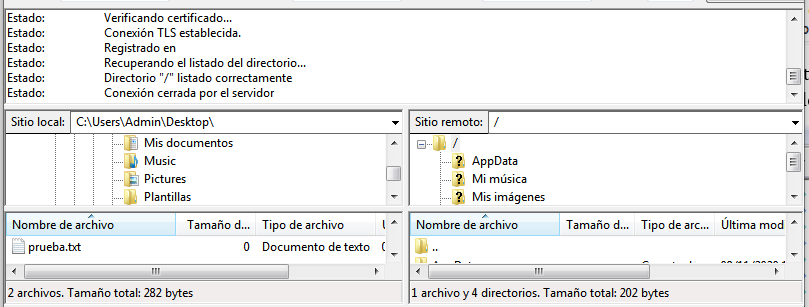 Estado: Verificando certificado...
Estado: Conexión TLS establecida.
Estado: Registrado en
Estado: Recuperando el listado del directorio...
Estado: Directorio "/" listado correctamente
Estado: Conexión cerrada por el servidor
Sitio local: C:\Users\Admin\Desktop\
Sitio remoto: /
Mis documentos
Music
Pictures
Plantillas
/
AppData
Mi música
Mis imágenes
Nombre de archivo Tamaño d... Tipo de archivo
prueba.txt 0 Documento de texto
2 archivos. Tamaño total: 282 bytes
Nombre de archivo Tamaño d... Tipo de arc... Última mod
..
1 archivo y 4 directorios. Tamaño total: 202 bytes